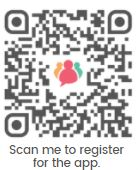 Scan me to register
for the app.